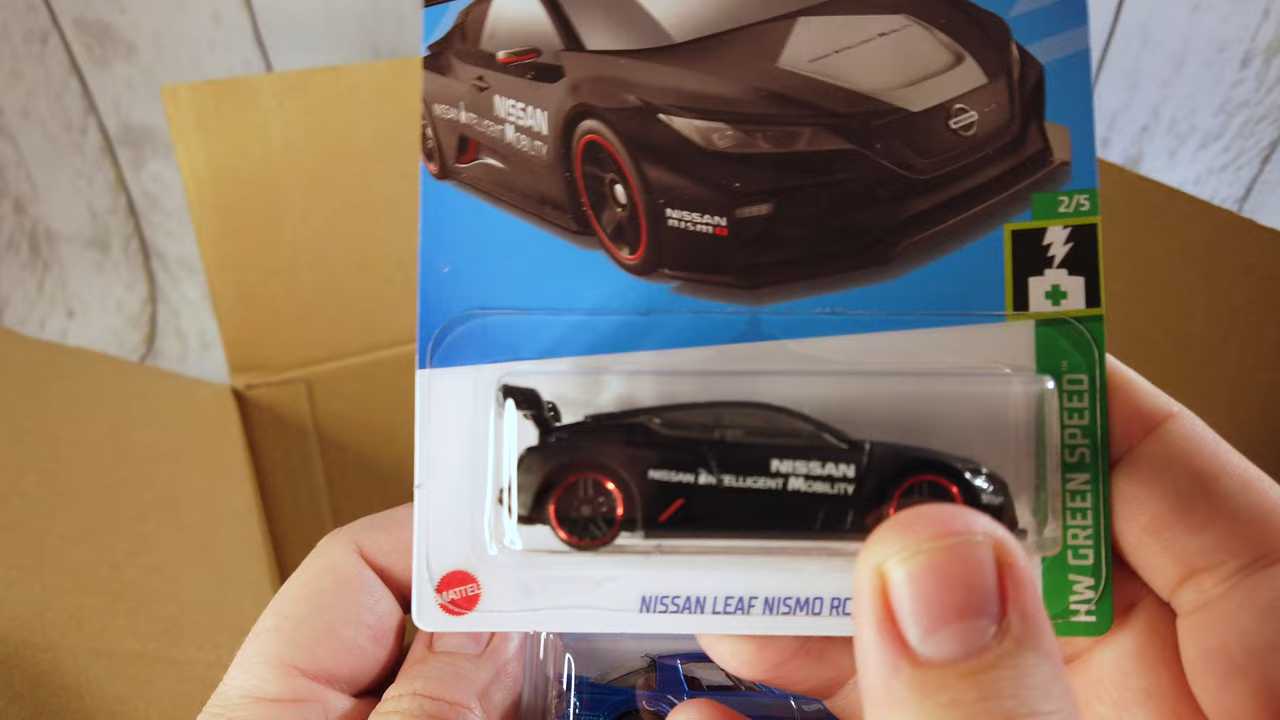 NISSAN
NISSAN INTELLIGENT MOBILITY
NISSAN
nismo
2/5
NISSAN
NISSAN INTELLIGENT MOBILITY
HW GREEN SPEED™
MATTEL
NISSAN LEAF NISMO RC